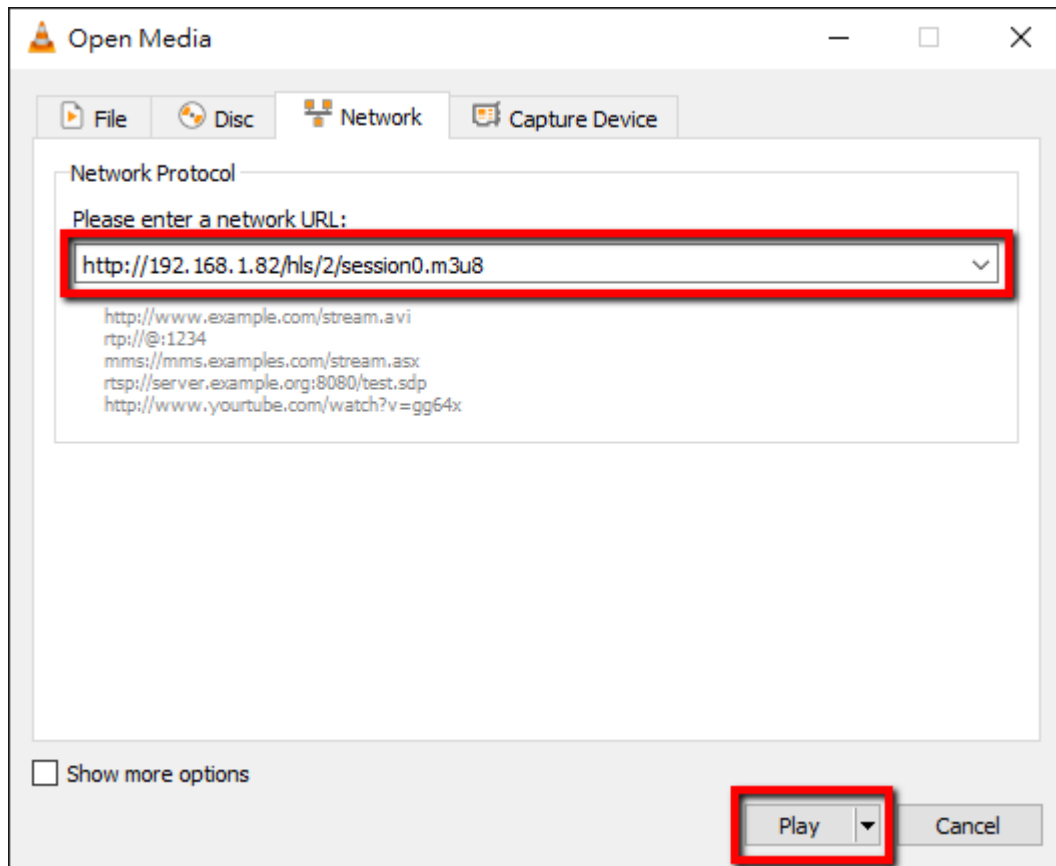 Open Media
File Disc Network Capture Device
Network Protocol
Please enter a network URL:
http://192.168.1.82/hls/2/session0.m3u8
http://www.example.com/stream.avi
rtp://@:1234
mms://mms.examples.com/stream.asx
rtsp://server.example.org:8080/test.sdp
http://www.yourtube.com/watch?v=gg64x
Show more options
Play Cancel